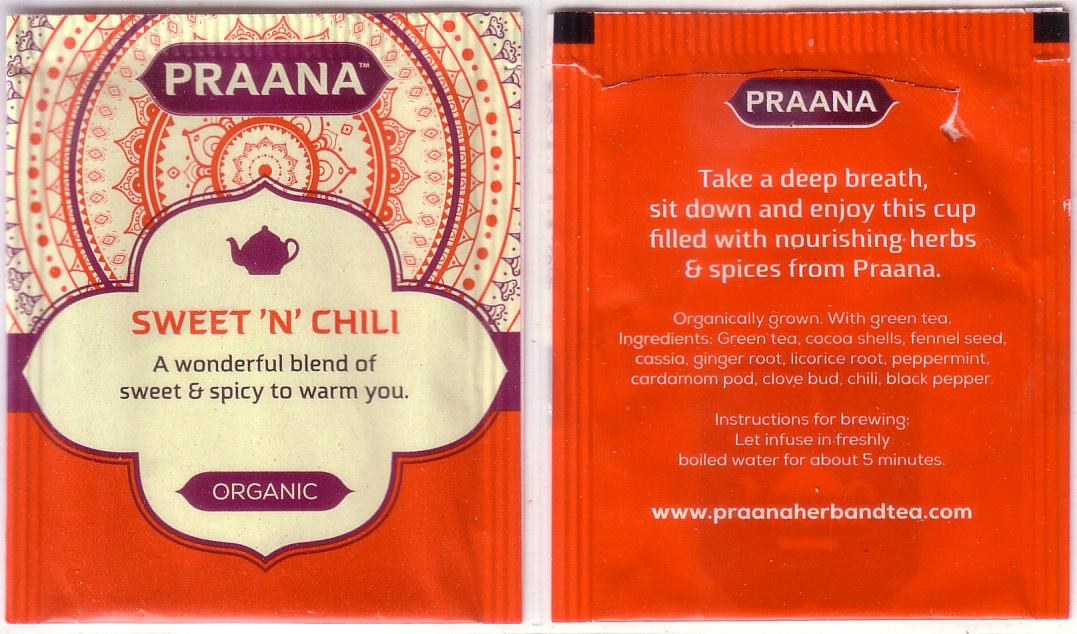 PRAANA™
SWEET 'N' CHILI
A wonderful blend of
sweet & spicy to warm you.
ORGANIC
PRAANA
Take a deep breath,
sit down and enjoy this cup
filled with nourishing herbs
& spices from Praana.
Organically grown. With green tea.
Ingredients: Green tea, cocoa shells, fennel seed,
cassia, ginger root, licorice root, peppermint,
cardamom pod, clove bud, chili, black pepper.
Instructions for brewing:
Let infuse in freshly
boiled water for about 5 minutes.
www.praanaherbandtea.com